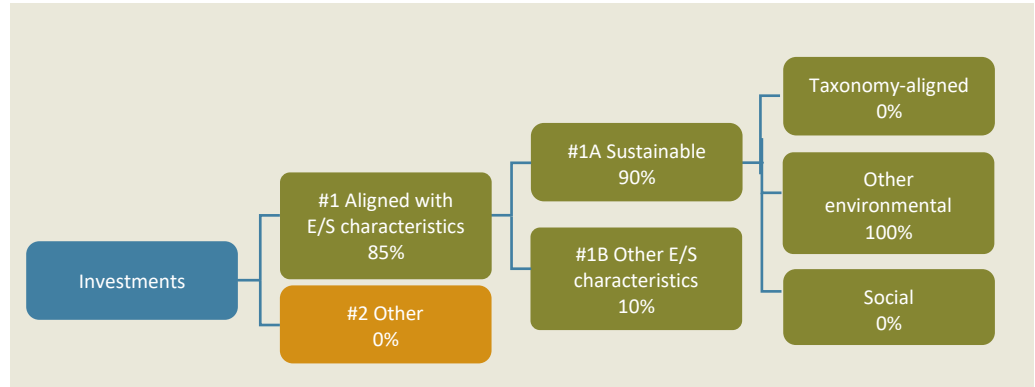 Investments
#1 Aligned with
E/S characteristics
85%
#2 Other
0%
#1A Sustainable
90%
#1B Other E/S
characteristics
10%
Taxonomy-aligned
0%
Other
environmental
100%
Social
0%